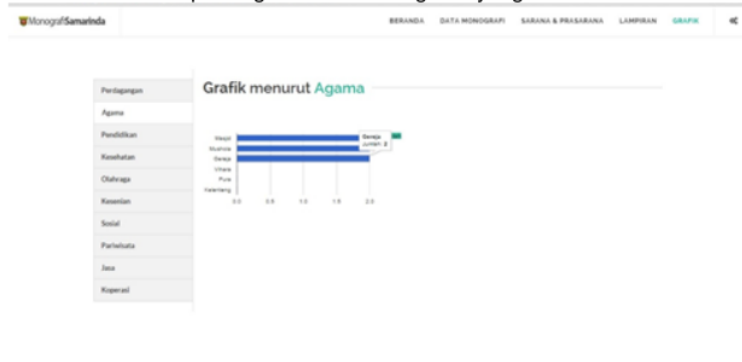 MonografiSamarinda
BERANDA DATA MONOGRAFI SARANA & PRASARANA LAMPIRAN GRAFIK
Grafik menurut Agama
Perdagangan
Agama
Pendidikan
Kesehatan
Olahraga
Kesenian
Sosial
Pariwisata
Jasa
Koperasi
Masjid
Mushola
Gereja
Vihara
Pura
Kelenteng
Gereja
Jumlah: 2
0.0 0.5 1.0 1.5 2.0